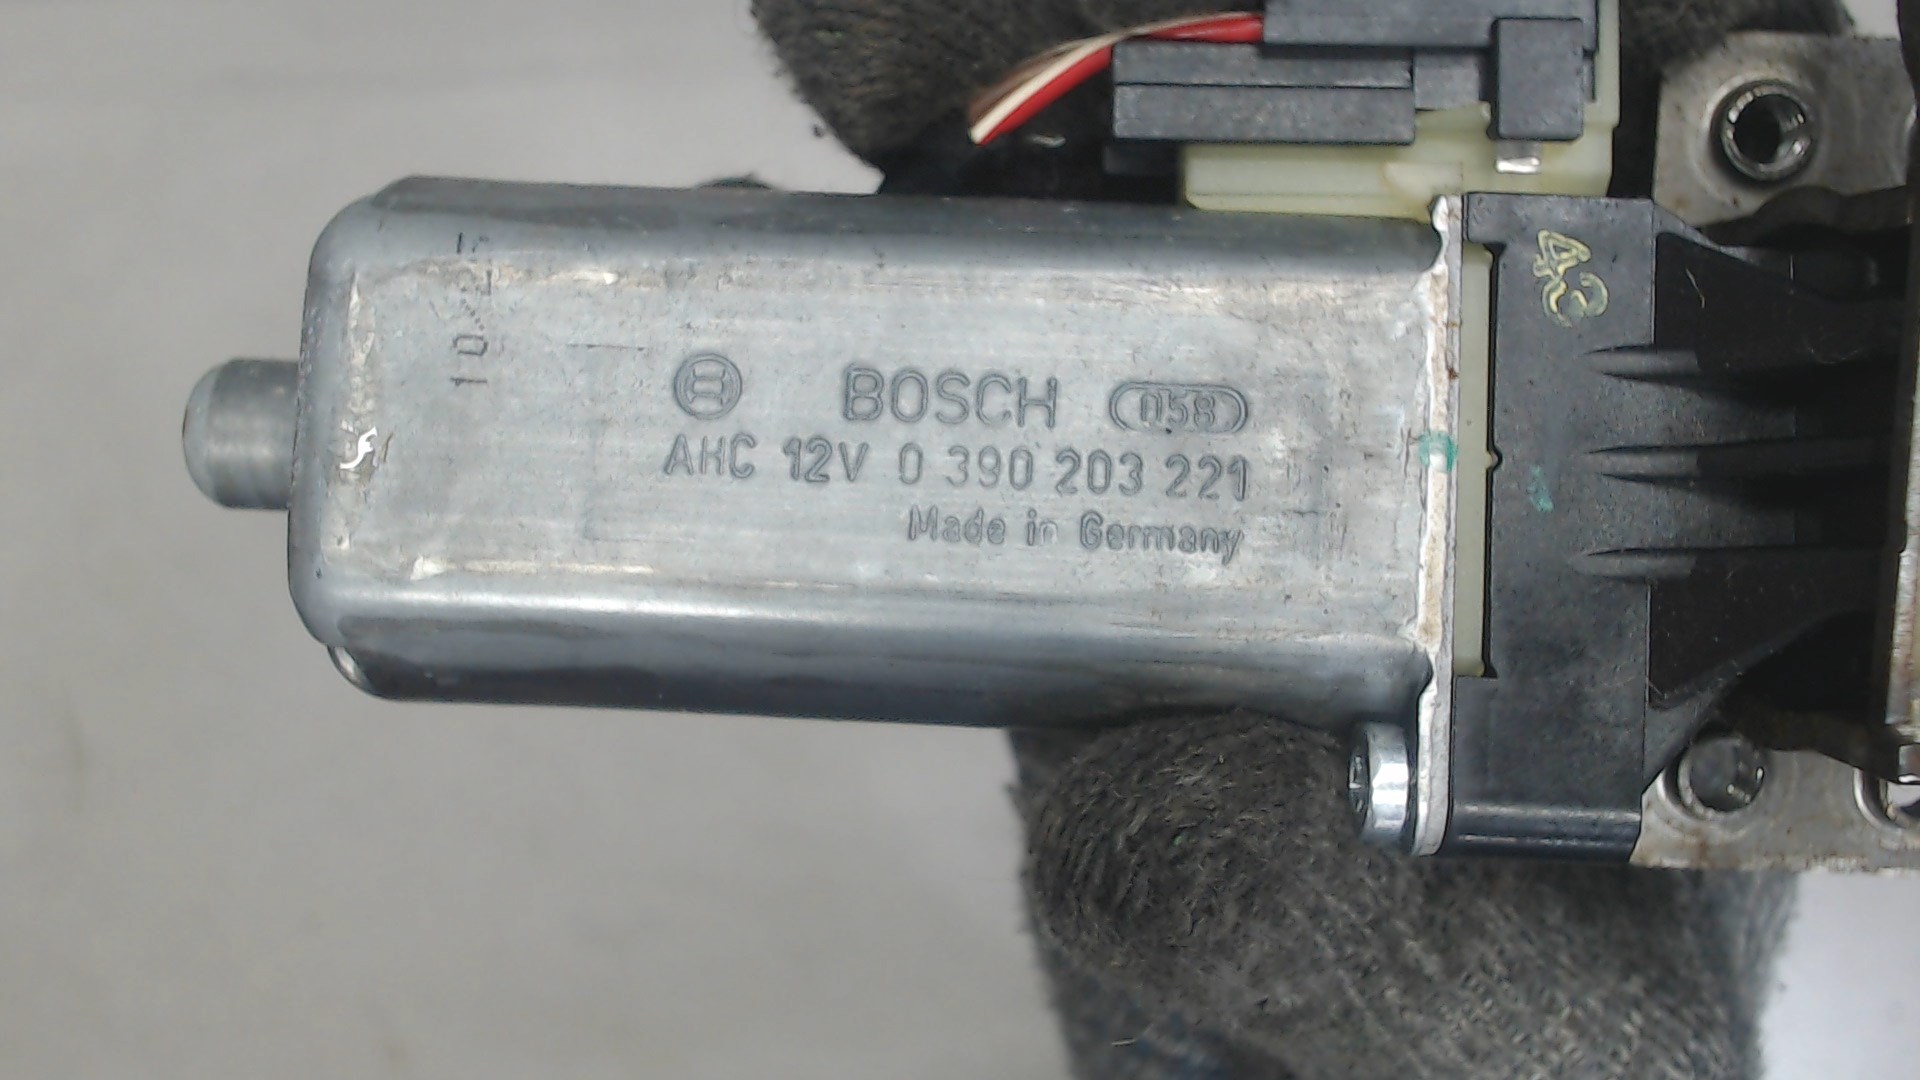 BOSCH 058
AHC 12V 0 390 203 221
Made in Germany
43